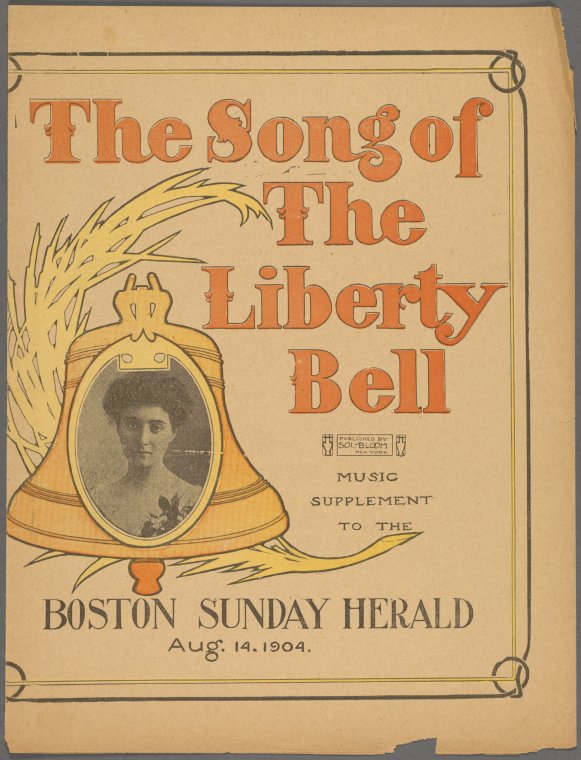 The Song of
The
Liberty
Bell
PUBLISHED BY
SOL-BLOOM
NEW YORK
MUSIC
SUPPLEMENT
TO THE
BOSTON SUNDAY HERALD
Aug. 14. 1904.